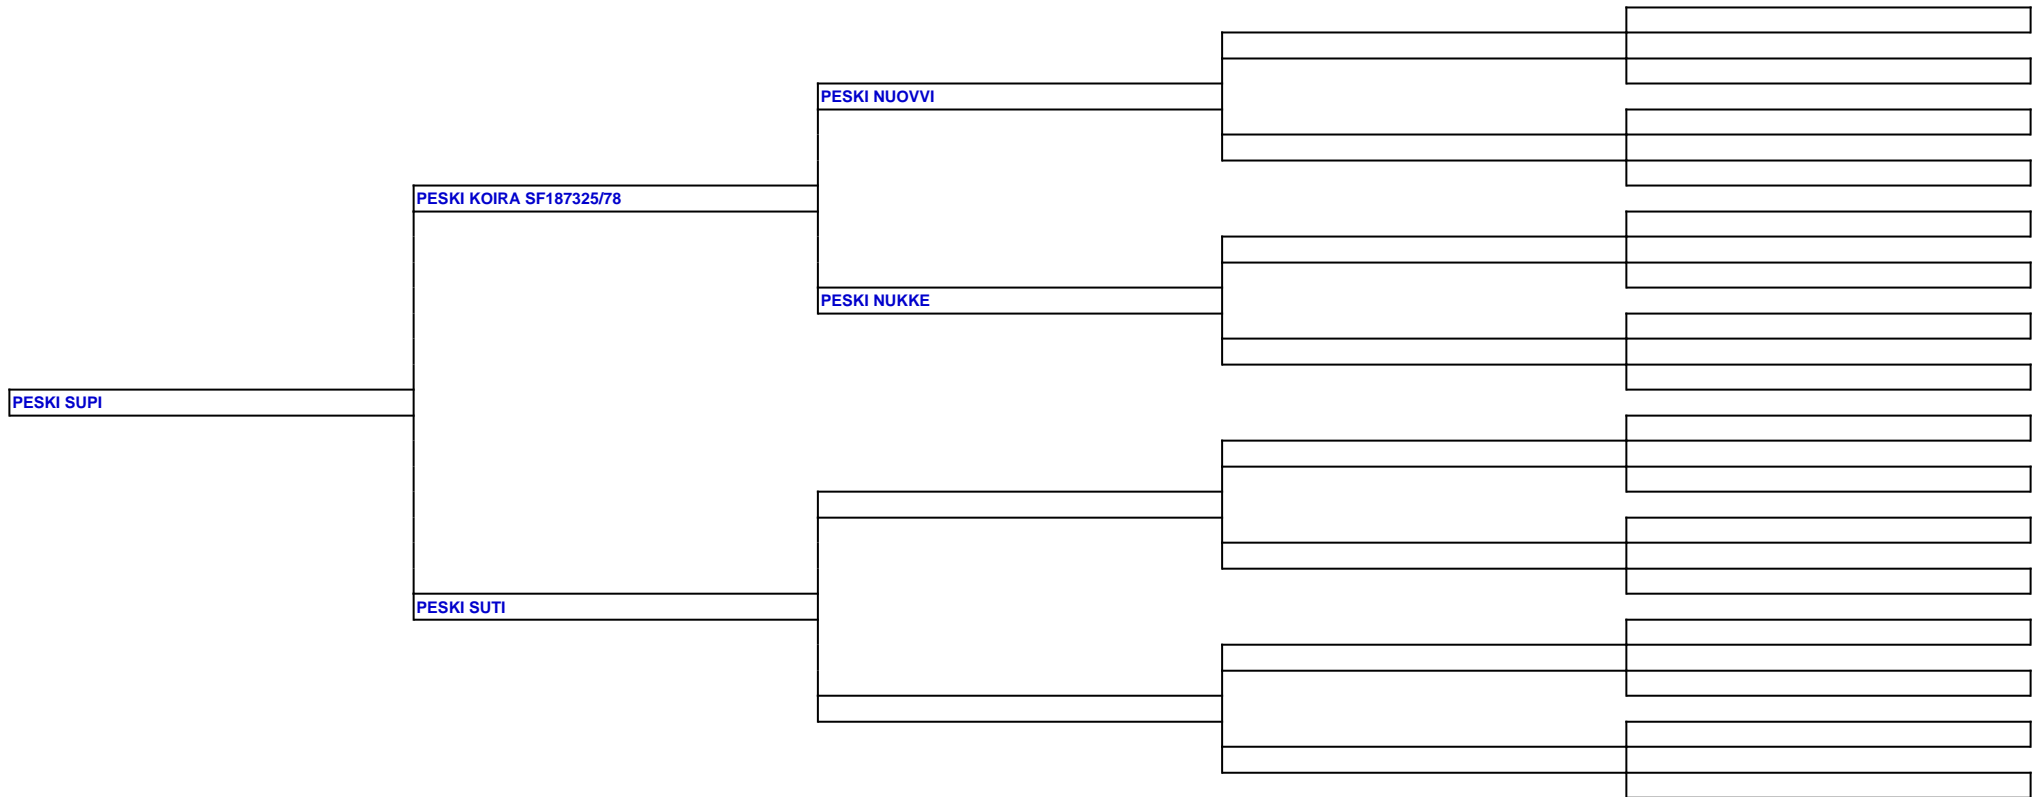 PESKI NUOVVI
PESKI KOIRA SF187325/78
PESKI NUKKE
PESKI SUPI
PESKI SUTI